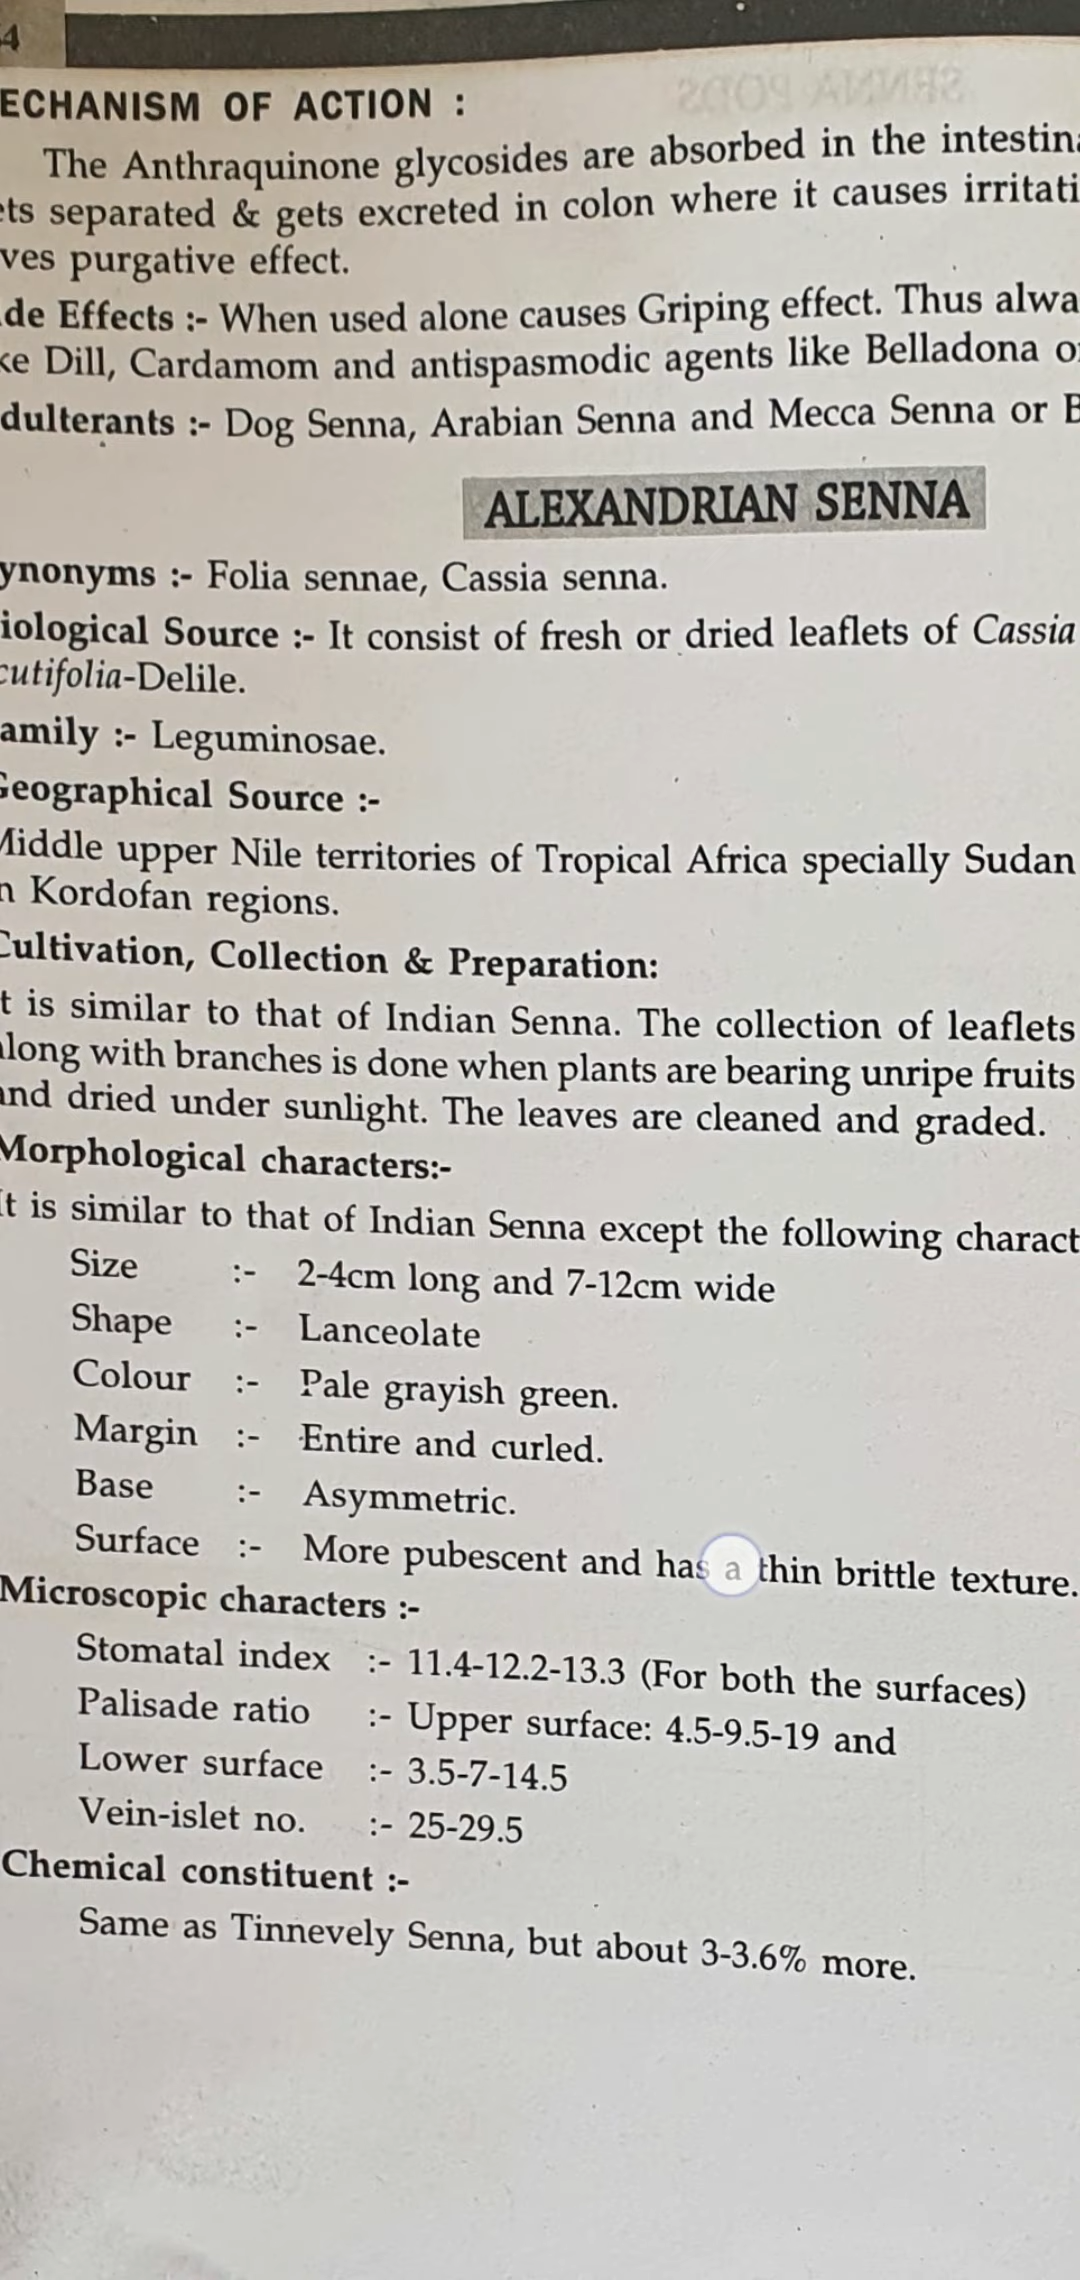 4
ECHANISM OF ACTION :
The Anthraquinone glycosides are absorbed in the intestina
ets separated & gets excreted in colon where it causes irritati
ves purgative effect.
de Effects :- When used alone causes Griping effect. Thus alwa
ke Dill, Cardamom and antispasmodic agents like Belladona o
dulterants :- Dog Senna, Arabian Senna and Mecca Senna or B
ALEXANDRIAN SENNA
ynonyms :- Folia sennae, Cassia senna.
iological Source :- It consist of fresh or dried leaflets of Cassia
cutifolia-Delile.
amily :- Leguminosae.
Geographical Source :-
Middle upper Nile territories of Tropical Africa specially Sudan
n Kordofan regions.
Cultivation, Collection & Preparation:
t is similar to that of Indian Senna. The collection of leaflets
along with branches is done when plants are bearing unripe fruits
and dried under sunlight. The leaves are cleaned and graded.
Morphological characters:-
It is similar to that of Indian Senna except the following charact
Size :- 2-4cm long and 7-12cm wide
Shape :- Lanceolate
Colour :- Pale grayish green.
Margin :- Entire and curled.
Base :- Asymmetric.
Surface :- More pubescent and has a thin brittle texture.
Microscopic characters :-
Stomatal index :- 11.4-12.2-13.3 (For both the surfaces)
Palisade ratio :- Upper surface: 4.5-9.5-19 and
Lower surface :- 3.5-7-14.5
Vein-islet no. :- 25-29.5
Chemical constituent :-
Same as Tinnevely Senna, but about 3-3.6% more.